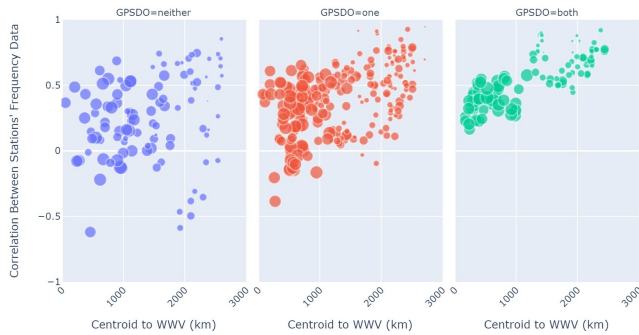 GPSDO=neither
GPSDO=one
GPSDO=both
Correlation Between Stations' Frequency Data
0.5
0
−0.5
−1
0
1000
2000
3000
0
1000
2000
3000
0
1000
2000
3000
Centroid to WWV (km)
Centroid to WWV (km)
Centroid to WWV (km)